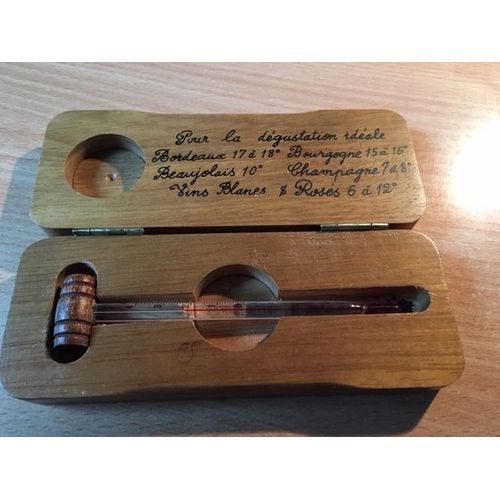 Pour la dégustation idéale
Bordeaux 17 à 18° Bourgogne 15 à 16°
Beaujolais 10° Champagne 7 à 8°
Vins Blancs & Rosés 6 à 12°